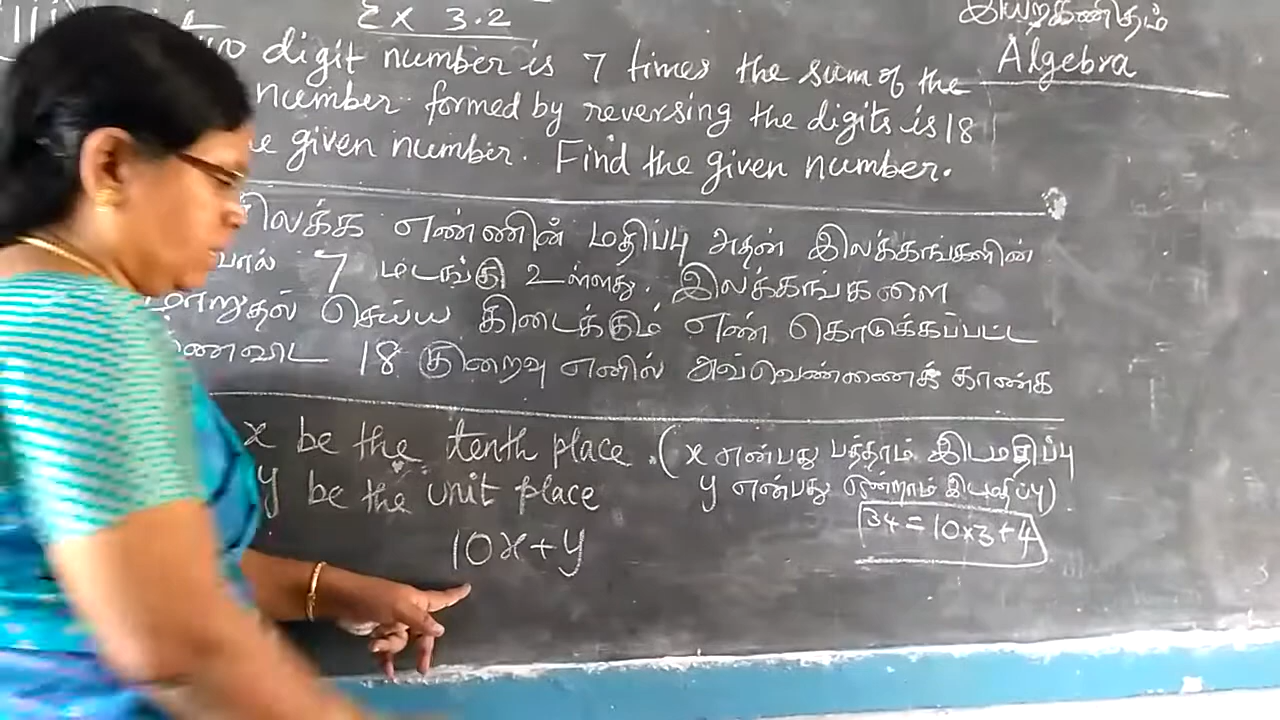 Ex 3.2
இயற்கணிதம்
Algebra
digit number is 7 times the sum of the
number formed by reversing the digits is 18
given number. Find the given number.
எண்ணின் மதிப்பு அதன் இலக்கங்களின்
7 மடங்கு உள்ளது. இலக்கங்களை
செய்ய கிடைக்கும் எண் கொடுக்கப்பட்ட
18 குறைவு எனில் அவ்வெண்ணைக் காண்க
x be the tenth place. (x என்பது பத்தாம் இடமதிப்பு
y be the unit place y என்பது ஒன்றாம் இடமதிப்பு)
34 = 10x3+4
10x+y